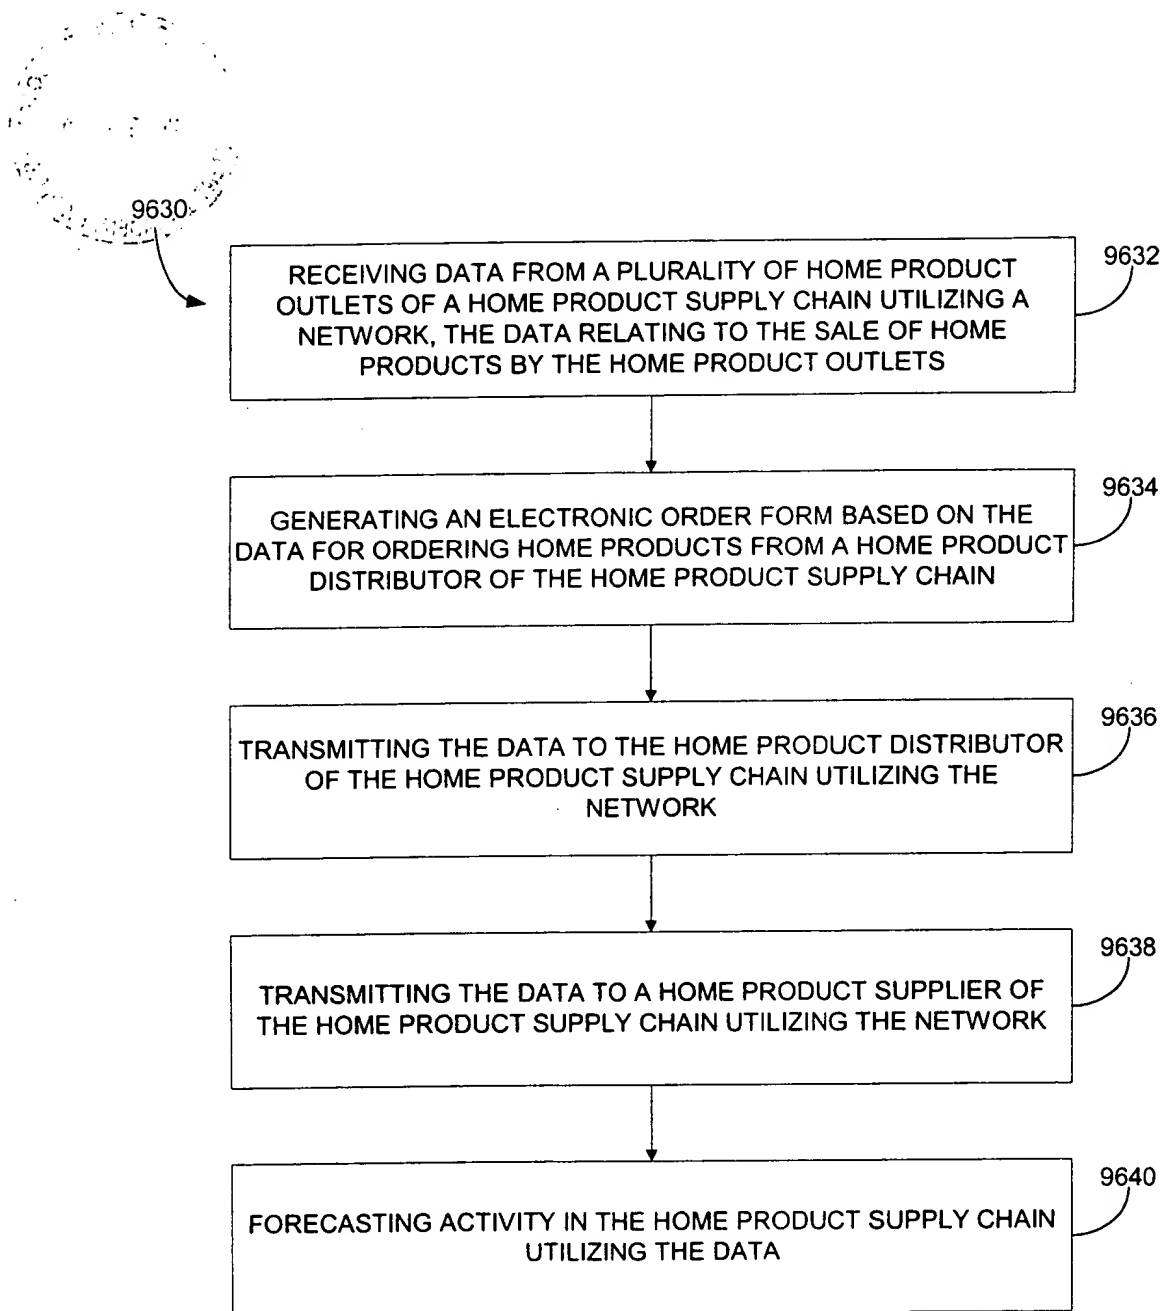 9630
RECEIVING DATA FROM A PLURALITY OF HOME PRODUCT
OUTLETS OF A HOME PRODUCT SUPPLY CHAIN UTILIZING A
NETWORK, THE DATA RELATING TO THE SALE OF HOME
PRODUCTS BY THE HOME PRODUCT OUTLETS
9632
GENERATING AN ELECTRONIC ORDER FORM BASED ON THE
DATA FOR ORDERING HOME PRODUCTS FROM A HOME PRODUCT
DISTRIBUTOR OF THE HOME PRODUCT SUPPLY CHAIN
9634
TRANSMITTING THE DATA TO THE HOME PRODUCT DISTRIBUTOR
OF THE HOME PRODUCT SUPPLY CHAIN UTILIZING THE
NETWORK
9636
TRANSMITTING THE DATA TO A HOME PRODUCT SUPPLIER OF
THE HOME PRODUCT SUPPLY CHAIN UTILIZING THE NETWORK
9638
FORECASTING ACTIVITY IN THE HOME PRODUCT SUPPLY CHAIN
UTILIZING THE DATA
9640